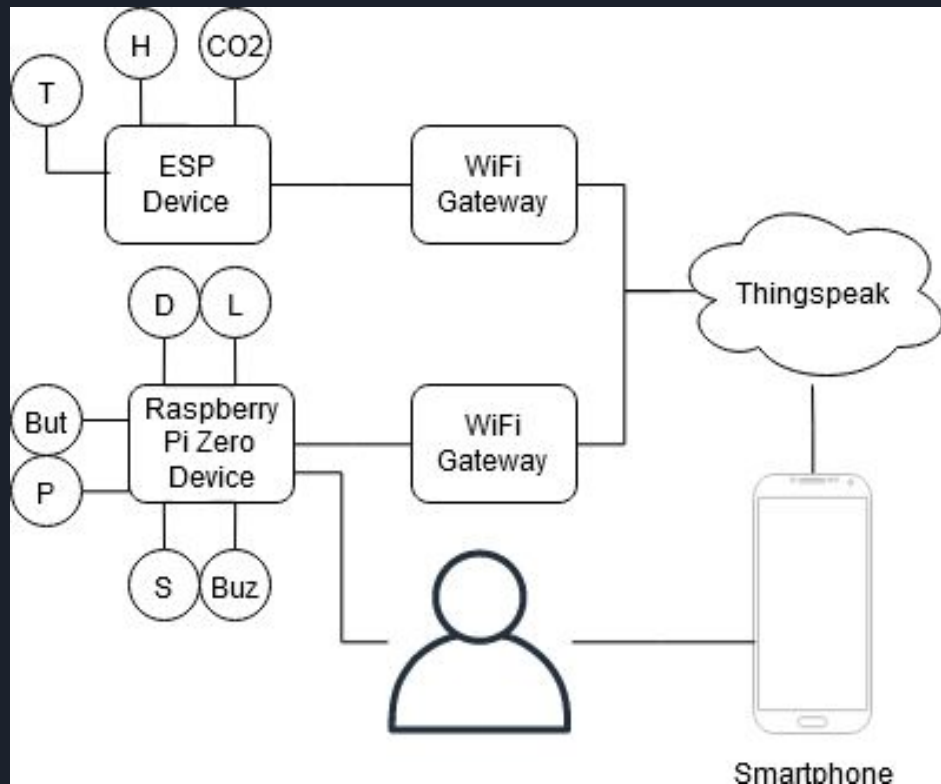 H
CO2
T
ESP
Device
WiFi
Gateway
Thingspeak
D
L
But
P
Raspberry
Pi Zero
Device
WiFi
Gateway
S
Buz
Smartphone